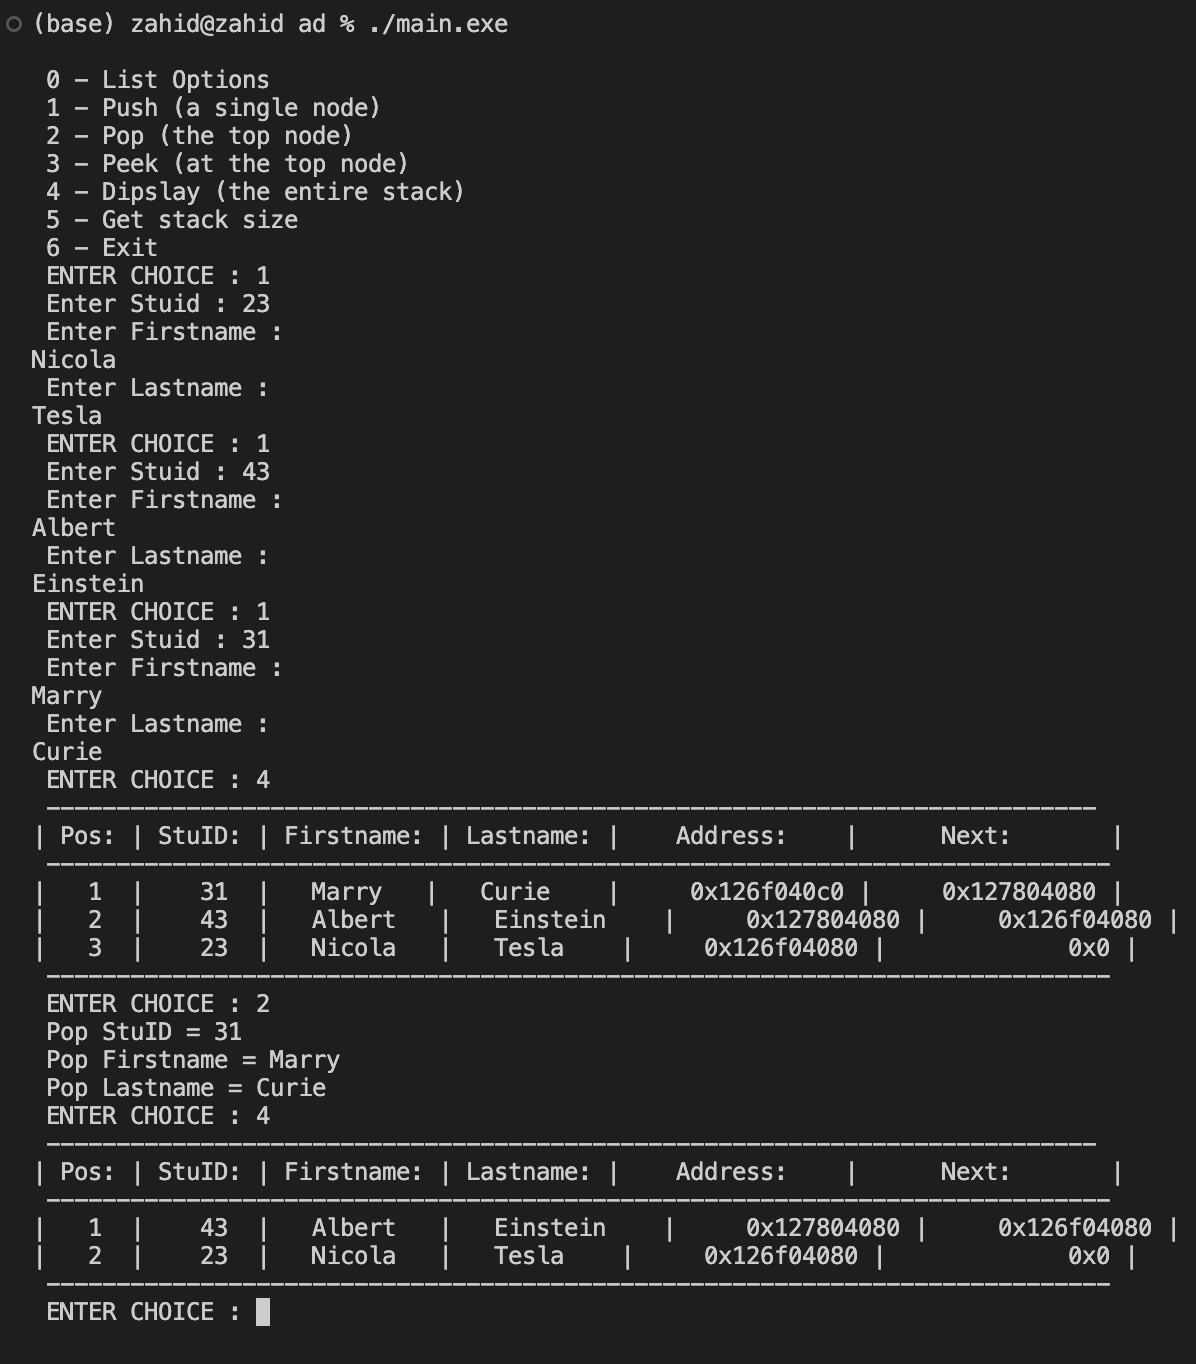 (base) zahid@zahid ad % ./main.exe
0 – List Options
1 – Push (a single node)
2 – Pop (the top node)
3 – Peek (at the top node)
4 – Dipslay (the entire stack)
5 – Get stack size
6 – Exit
ENTER CHOICE : 1
Enter Stuid : 23
Enter Firstname :
Nicola
Enter Lastname :
Tesla
ENTER CHOICE : 1
Enter Stuid : 43
Enter Firstname :
Albert
Enter Lastname :
Einstein
ENTER CHOICE : 1
Enter Stuid : 31
Enter Firstname :
Marry
Enter Lastname :
Curie
ENTER CHOICE : 4
| Pos: | StuID: | Firstname: | Lastname: | Address: | Next: |
| 1 | 31 | Marry | Curie | 0x126f040c0 | 0x127804080 |
| 2 | 43 | Albert | Einstein | 0x127804080 | 0x126f04080 |
| 3 | 23 | Nicola | Tesla | 0x126f04080 | 0x0 |
ENTER CHOICE : 2
Pop StuID = 31
Pop Firstname = Marry
Pop Lastname = Curie
ENTER CHOICE : 4
| Pos: | StuID: | Firstname: | Lastname: | Address: | Next: |
| 1 | 43 | Albert | Einstein | 0x127804080 | 0x126f04080 |
| 2 | 23 | Nicola | Tesla | 0x126f04080 | 0x0 |
ENTER CHOICE :